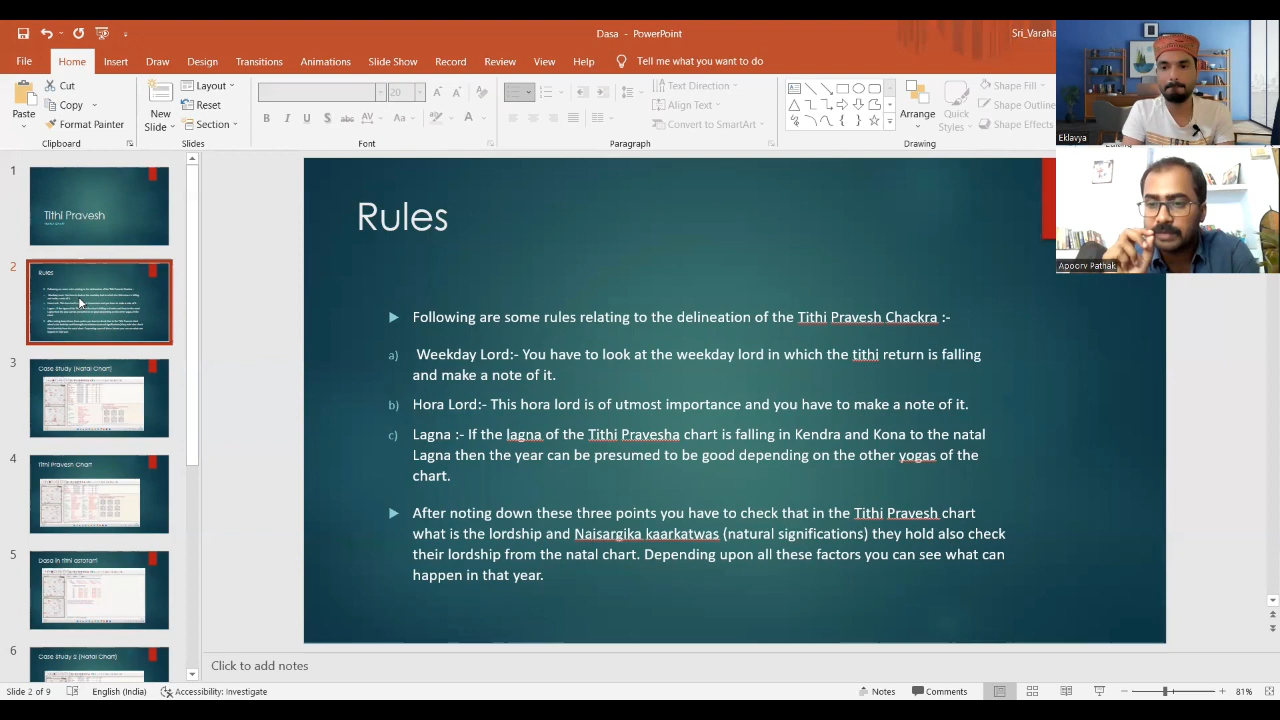 Dasa - PowerPoint
Sri_Varaha
File Home Insert Draw Design Transitions Animations Slide Show Record Review View Help Tell me what you want to do
Paste
Cut
Copy
Format Painter
Clipboard
New
Slide
Layout
Reset
Section
Slides
20
B I U S abc AV Aa A
Font
Text Direction
Align Text
Convert to SmartArt
Paragraph
Arrange
Quick
Styles
Shape Fill
Shape Outline
Shape Effects
Drawing
Editing
Eklavya
Apoorv Pathak
1
Tithi Pravesh
2
Rules
3
Case Study (Natal Chart)
4
Tithi Pravesh Chart
5
Dasa in tithi astotari
6
Case Study 2 (Natal Chart)
Rules
Following are some rules relating to the delineation of the Tithi Pravesh Chackra :-
a) Weekday Lord:- You have to look at the weekday lord in which the tithi return is falling
and make a note of it.
b) Hora Lord:- This hora lord is of utmost importance and you have to make a note of it.
c) Lagna :- If the lagna of the Tithi Pravesha chart is falling in Kendra and Kona to the natal
Lagna then the year can be presumed to be good depending on the other yogas of the
chart.
After noting down these three points you have to check that in the Tithi Pravesh chart
what is the lordship and Naisargika kaarkatwas (natural significations) they hold also check
their lordship from the natal chart. Depending upon all these factors you can see what can
happen in that year.
Click to add notes
Slide 2 of 9 English (India) Accessibility: Investigate Notes Comments 81%